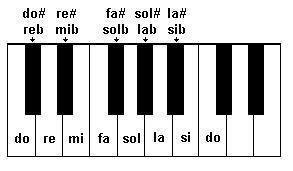 do# re# fa# sol# la#
reb mib solb lab sib
do re mi fa sol la si do